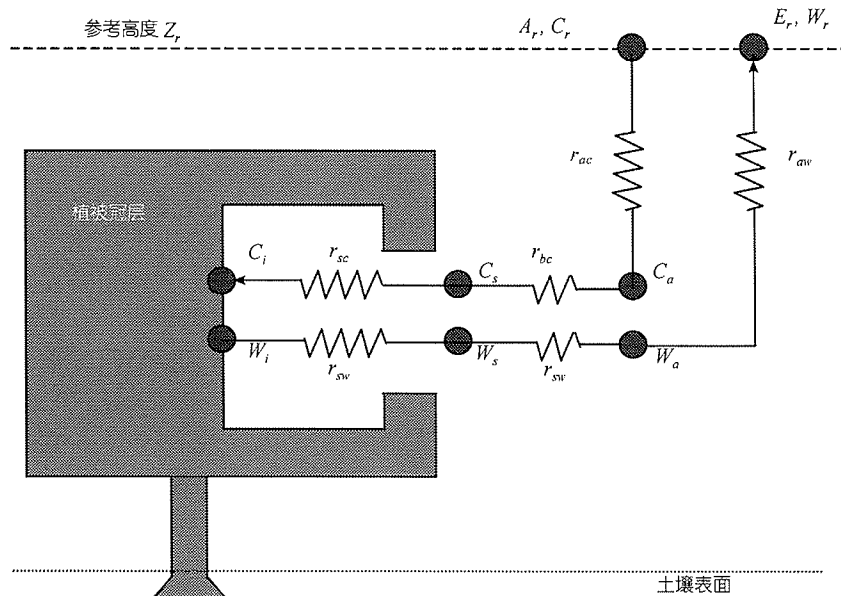 参考高度 Z_r
A_r, C_r
E_r, W_r
r_ac
r_aw
植被冠层
C_i
r_sc
C_s
r_bc
C_a
W_i
r_sw
W_s
r_sw
W_a
土壤表面